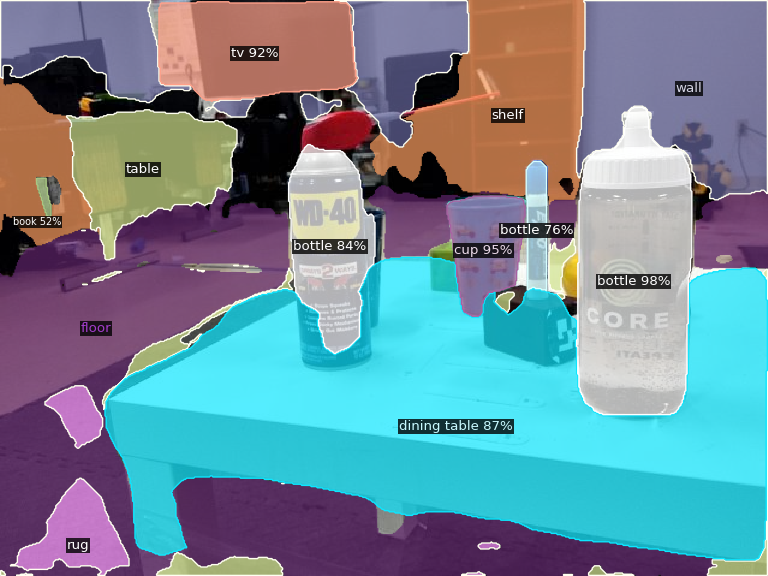 tv 92%
wall
shelf
table
book 52%
WD-40
bottle 76%
bottle 84%
cup 95%
bottle 98%
2
CORE
floor
dining table 87%
rug